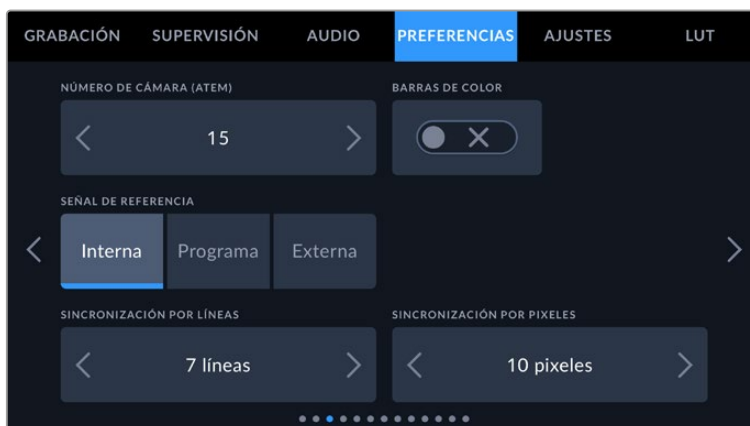 GRABACIÓN SUPERVISIÓN AUDIO PREFERENCIAS AJUSTES LUT
NÚMERO DE CÁMARA (ATEM) BARRAS DE COLOR
15
SEÑAL DE REFERENCIA
Interna Programa Externa
SINCRONIZACIÓN POR LÍNEAS SINCRONIZACIÓN POR PIXELES
7 líneas 10 pixeles